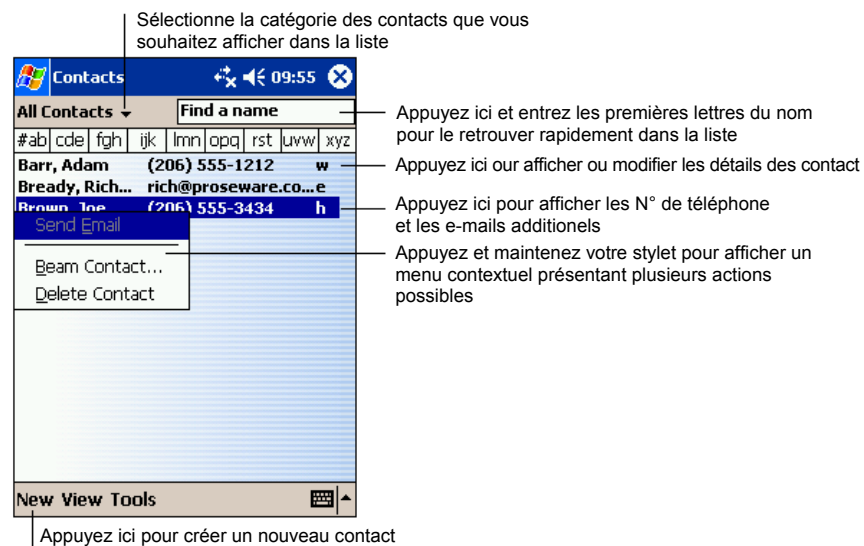 Sélectionne la catégorie des contacts que vous
souhaitez afficher dans la liste
Contacts 09:55
All Contacts Find a name
#ab cde fgh ijk lmn opq rst uvw xyz
Barr, Adam (206) 555-1212 w
Bready, Rich... rich@proseware.co...e
Brown, Joe (206) 555-3434 h
Send Email
Beam Contact...
Delete Contact
New View Tools
Appuyez ici et entrez les premières lettres du nom
pour le retrouver rapidement dans la liste
Appuyez ici our afficher ou modifier les détails des contact
Appuyez ici pour afficher les N° de téléphone
et les e-mails additionels
Appuyez et maintenez votre stylet pour afficher un
menu contextuel présentant plusieurs actions
possibles
Appuyez ici pour créer un nouveau contact